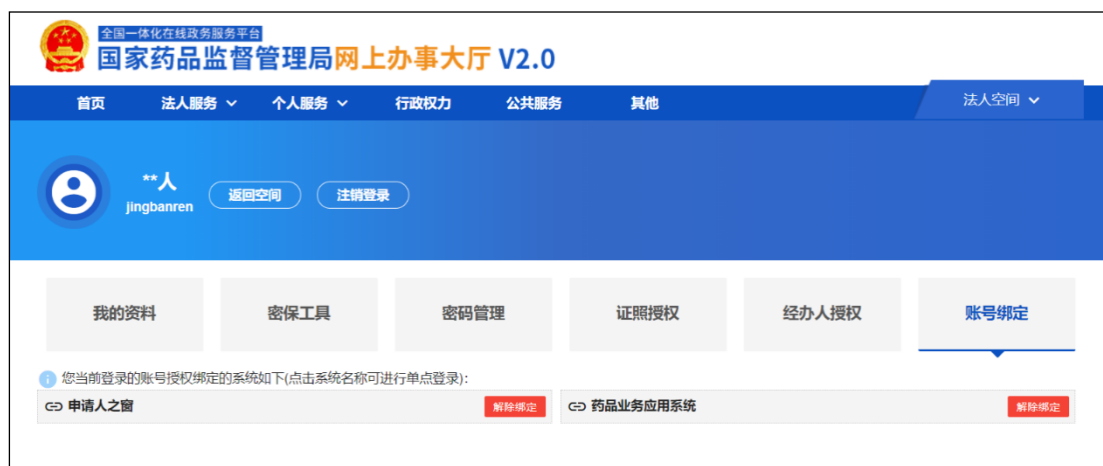 全国一体化在线政务服务平台
国家药品监督管理局网上办事大厅 V2.0
首页 法人服务 个人服务 行政权力 公共服务 其他 法人空间
**人
jingbanren
返回空间 注销登录
我的资料 密保工具 密码管理 证照授权 经办人授权 账号绑定
您当前登录的账号授权绑定的系统如下(点击系统名称可进行单点登录):
申请人之窗 解除绑定 药品业务应用系统 解除绑定